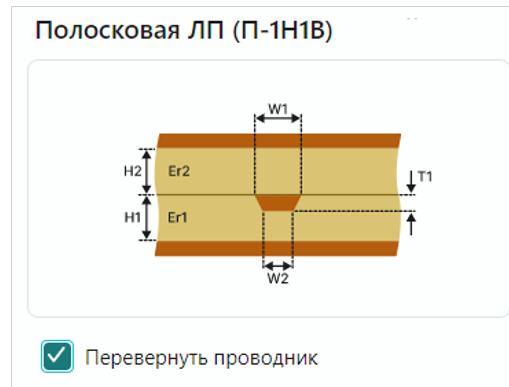 Полосковая ЛП (П-1Н1В)
W1
H2
Er2
T1
H1
Er1
W2
Перевернуть проводник